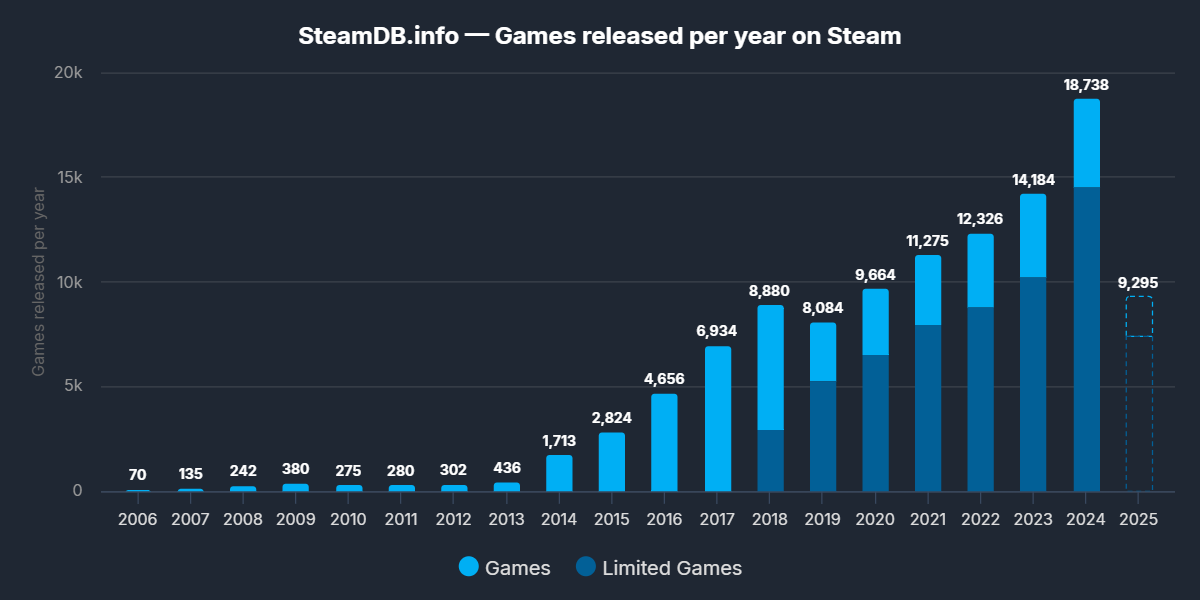 SteamDB.info — Games released per year on Steam
Games released per year
20k
15k
10k
5k
0
70
135
242
380
275
280
302
436
1,713
2,824
4,656
6,934
8,880
8,084
9,664
11,275
12,326
14,184
18,738
9,295
2006 2007 2008 2009 2010 2011 2012 2013 2014 2015 2016 2017 2018 2019 2020 2021 2022 2023 2024 2025
Games Limited Games